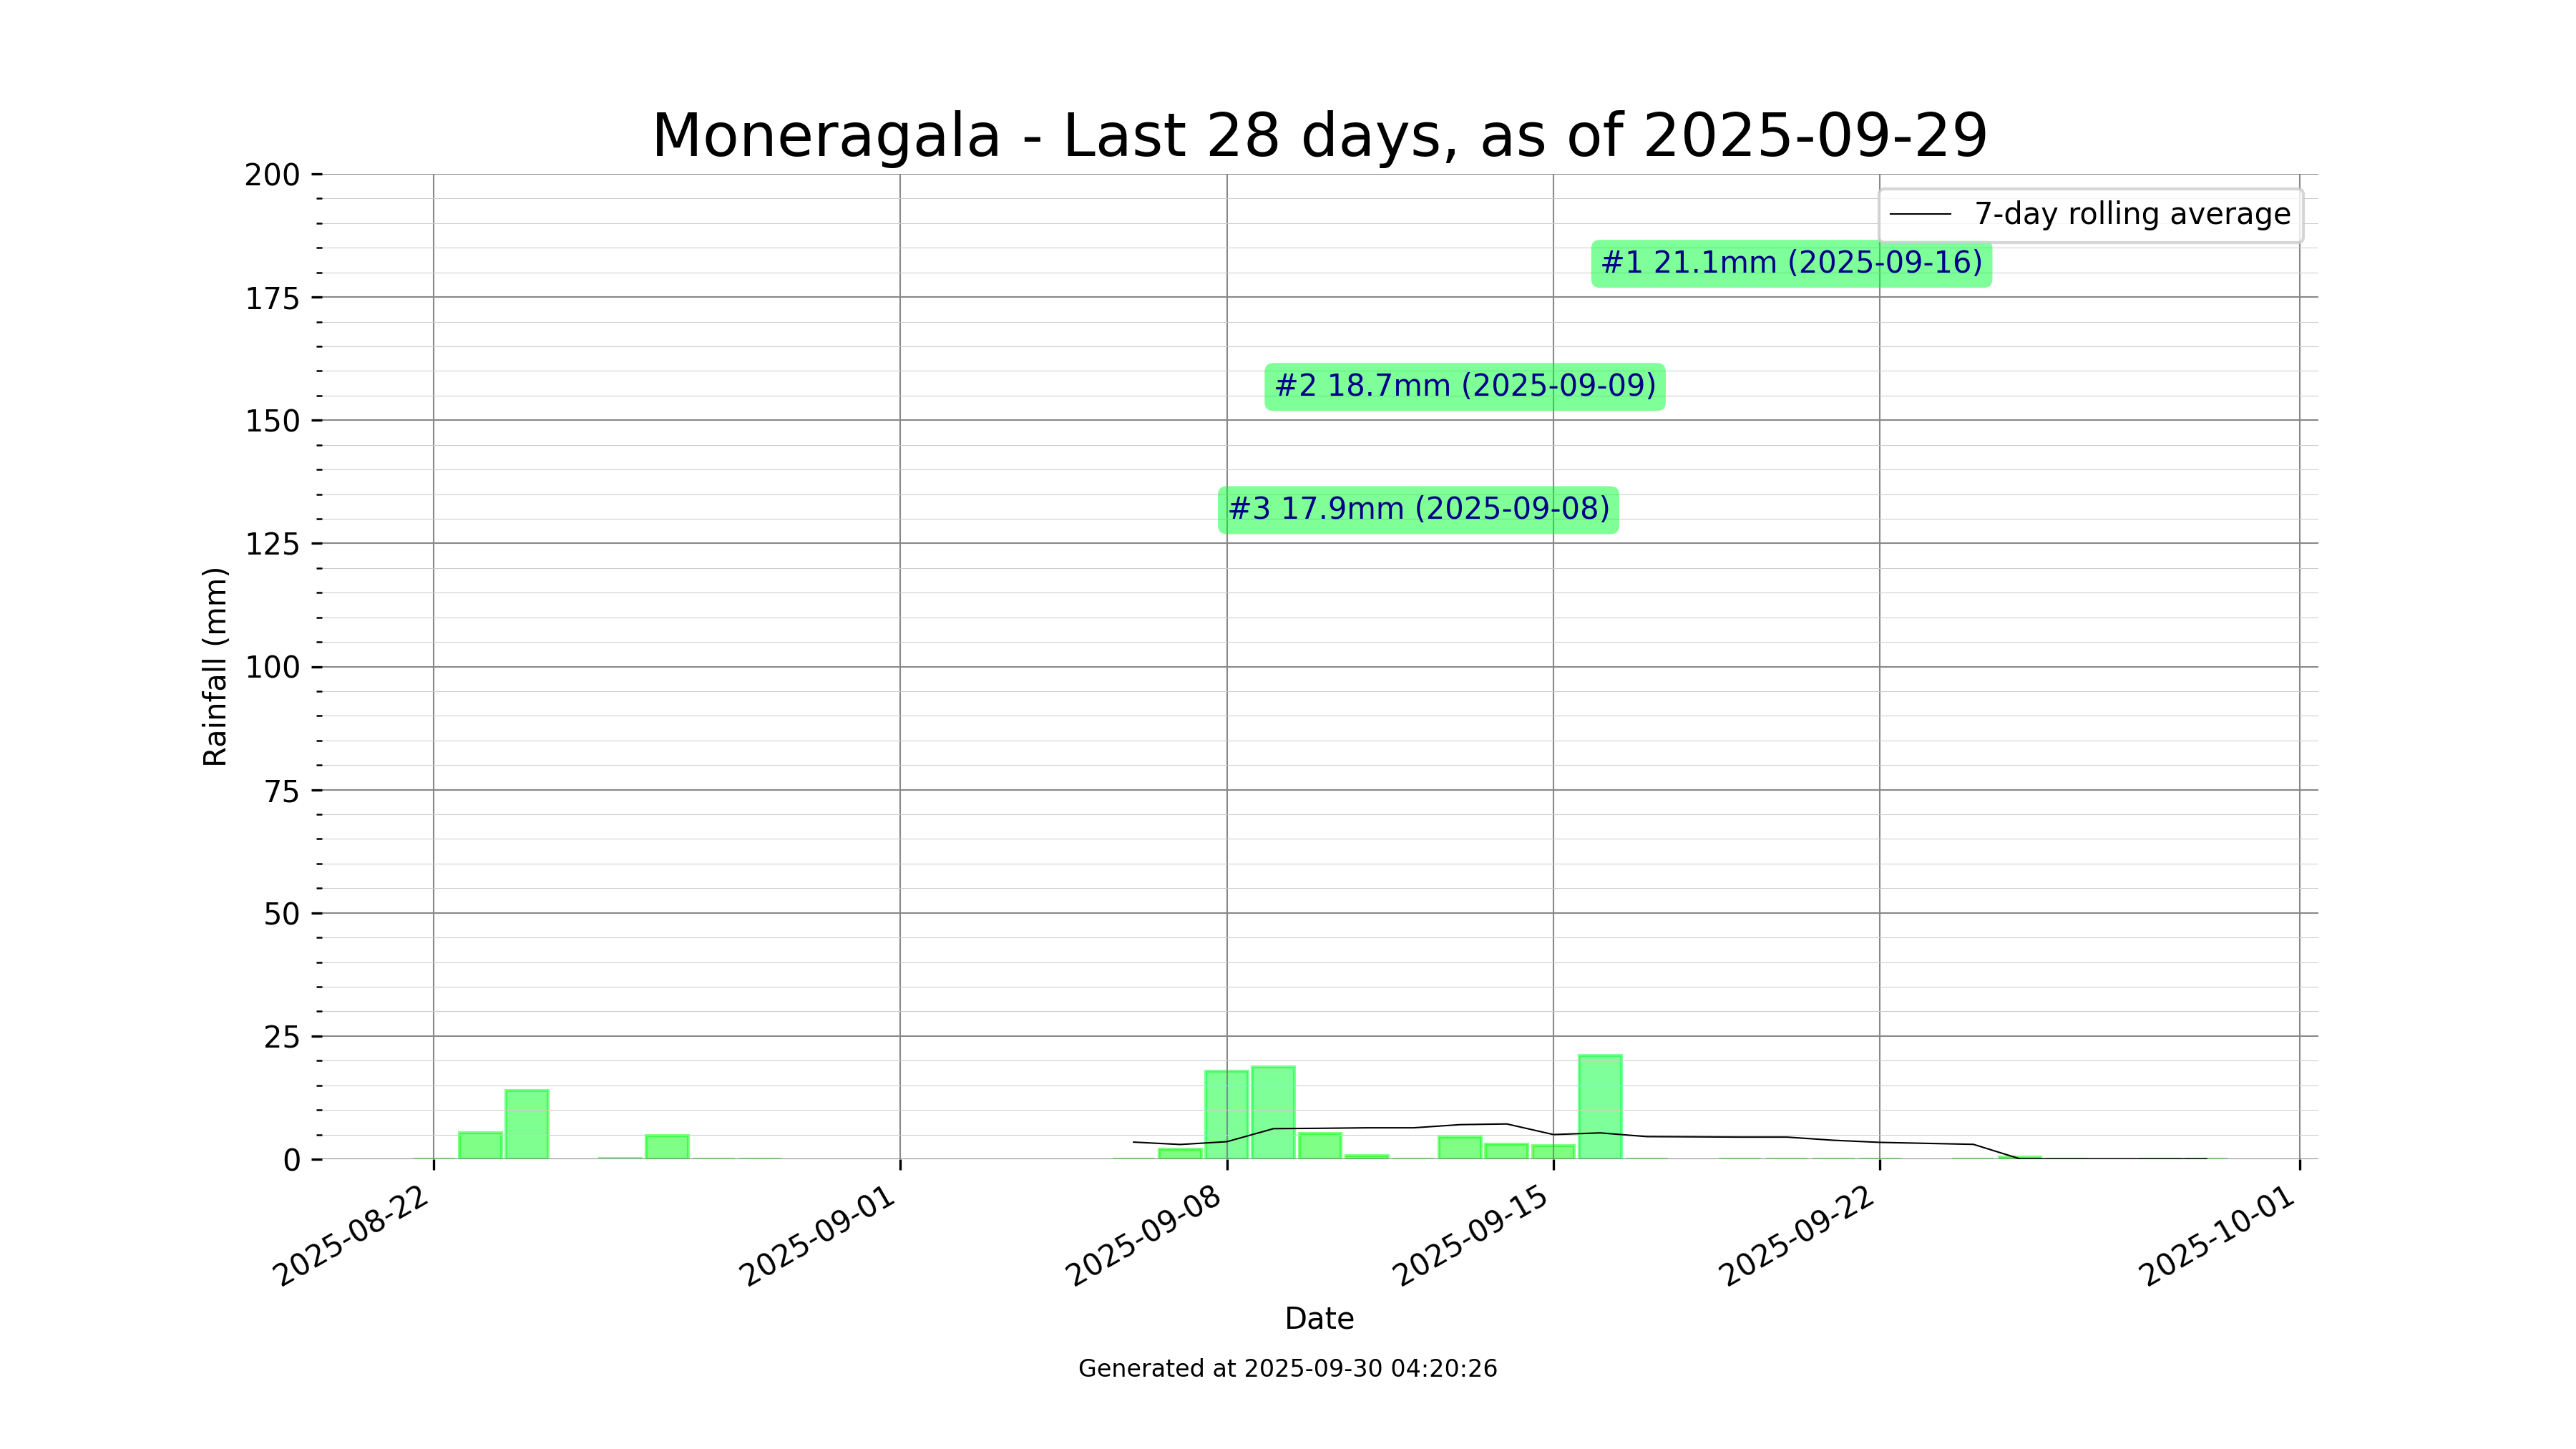 Moneragala - Last 28 days, as of 2025-09-29
200
175
150
125
100
75
50
25
0
Rainfall (mm)
7-day rolling average
#1 21.1mm (2025-09-16)
#2 18.7mm (2025-09-09)
#3 17.9mm (2025-09-08)
2025-08-22
2025-09-01
2025-09-08
2025-09-15
2025-09-22
2025-10-01
Date
Generated at 2025-09-30 04:20:26